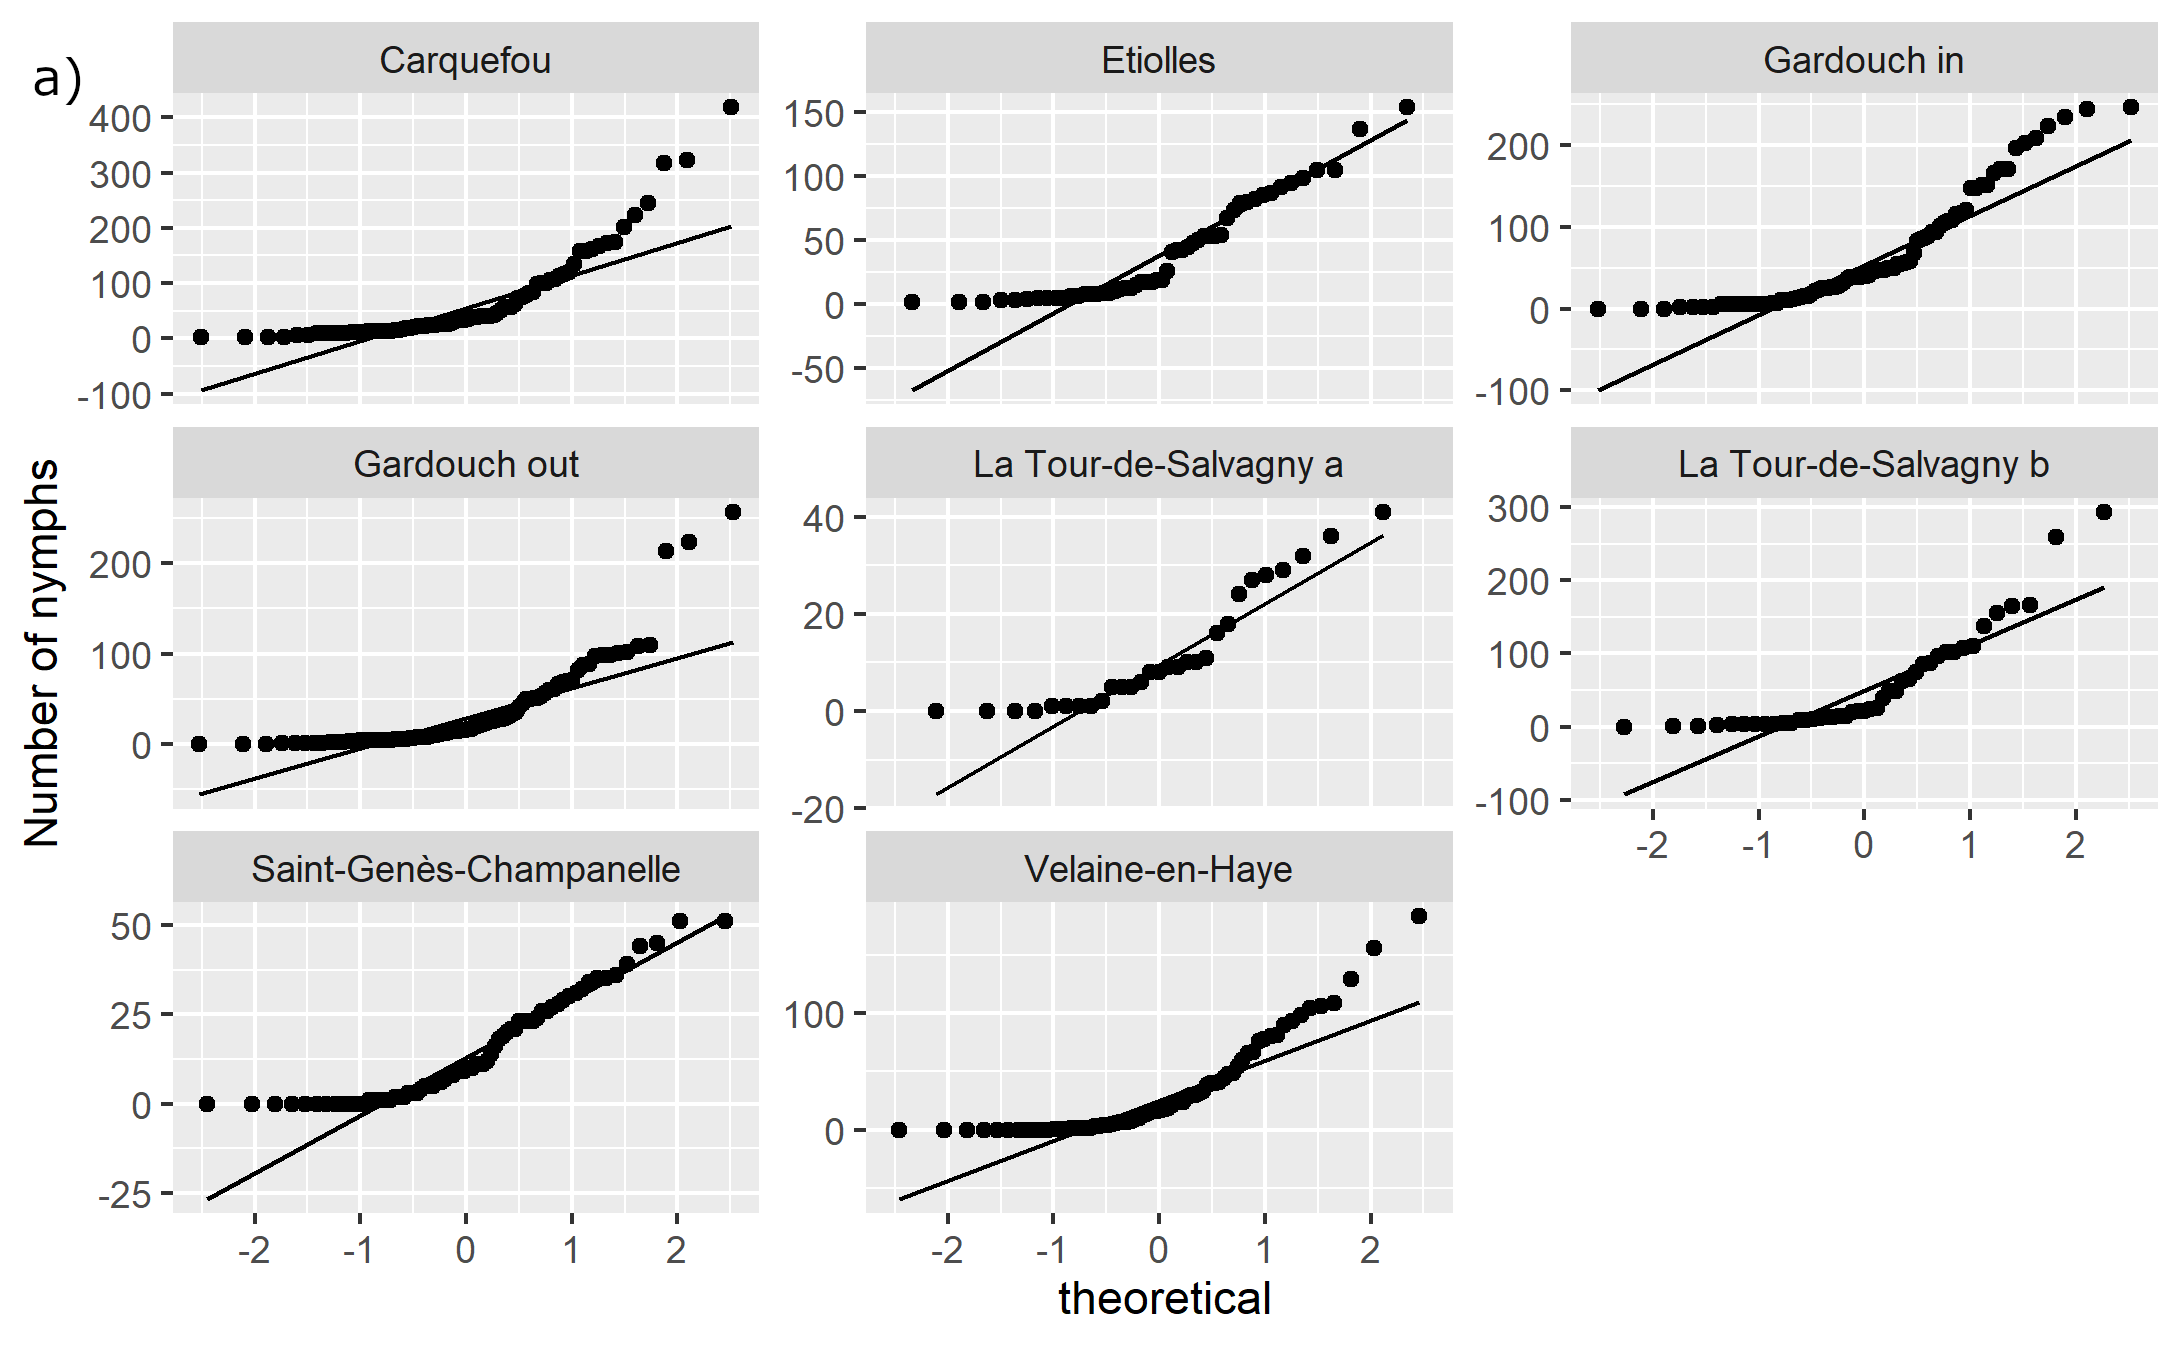 a)
Carquefou
Etiolles
Gardouch in
400
300
200
100
0
-100
150
100
50
0
-50
200
100
0
-100
Number of nymphs
Gardouch out
La Tour-de-Salvagny a
La Tour-de-Salvagny b
200
100
0
40
20
0
-20
300
200
100
0
-100
-2 -1 0 1 2
Saint-Genès-Champanelle
Velaine-en-Haye
50
25
0
-25
100
0
-2 -1 0 1 2
-2 -1 0 1 2
theoretical